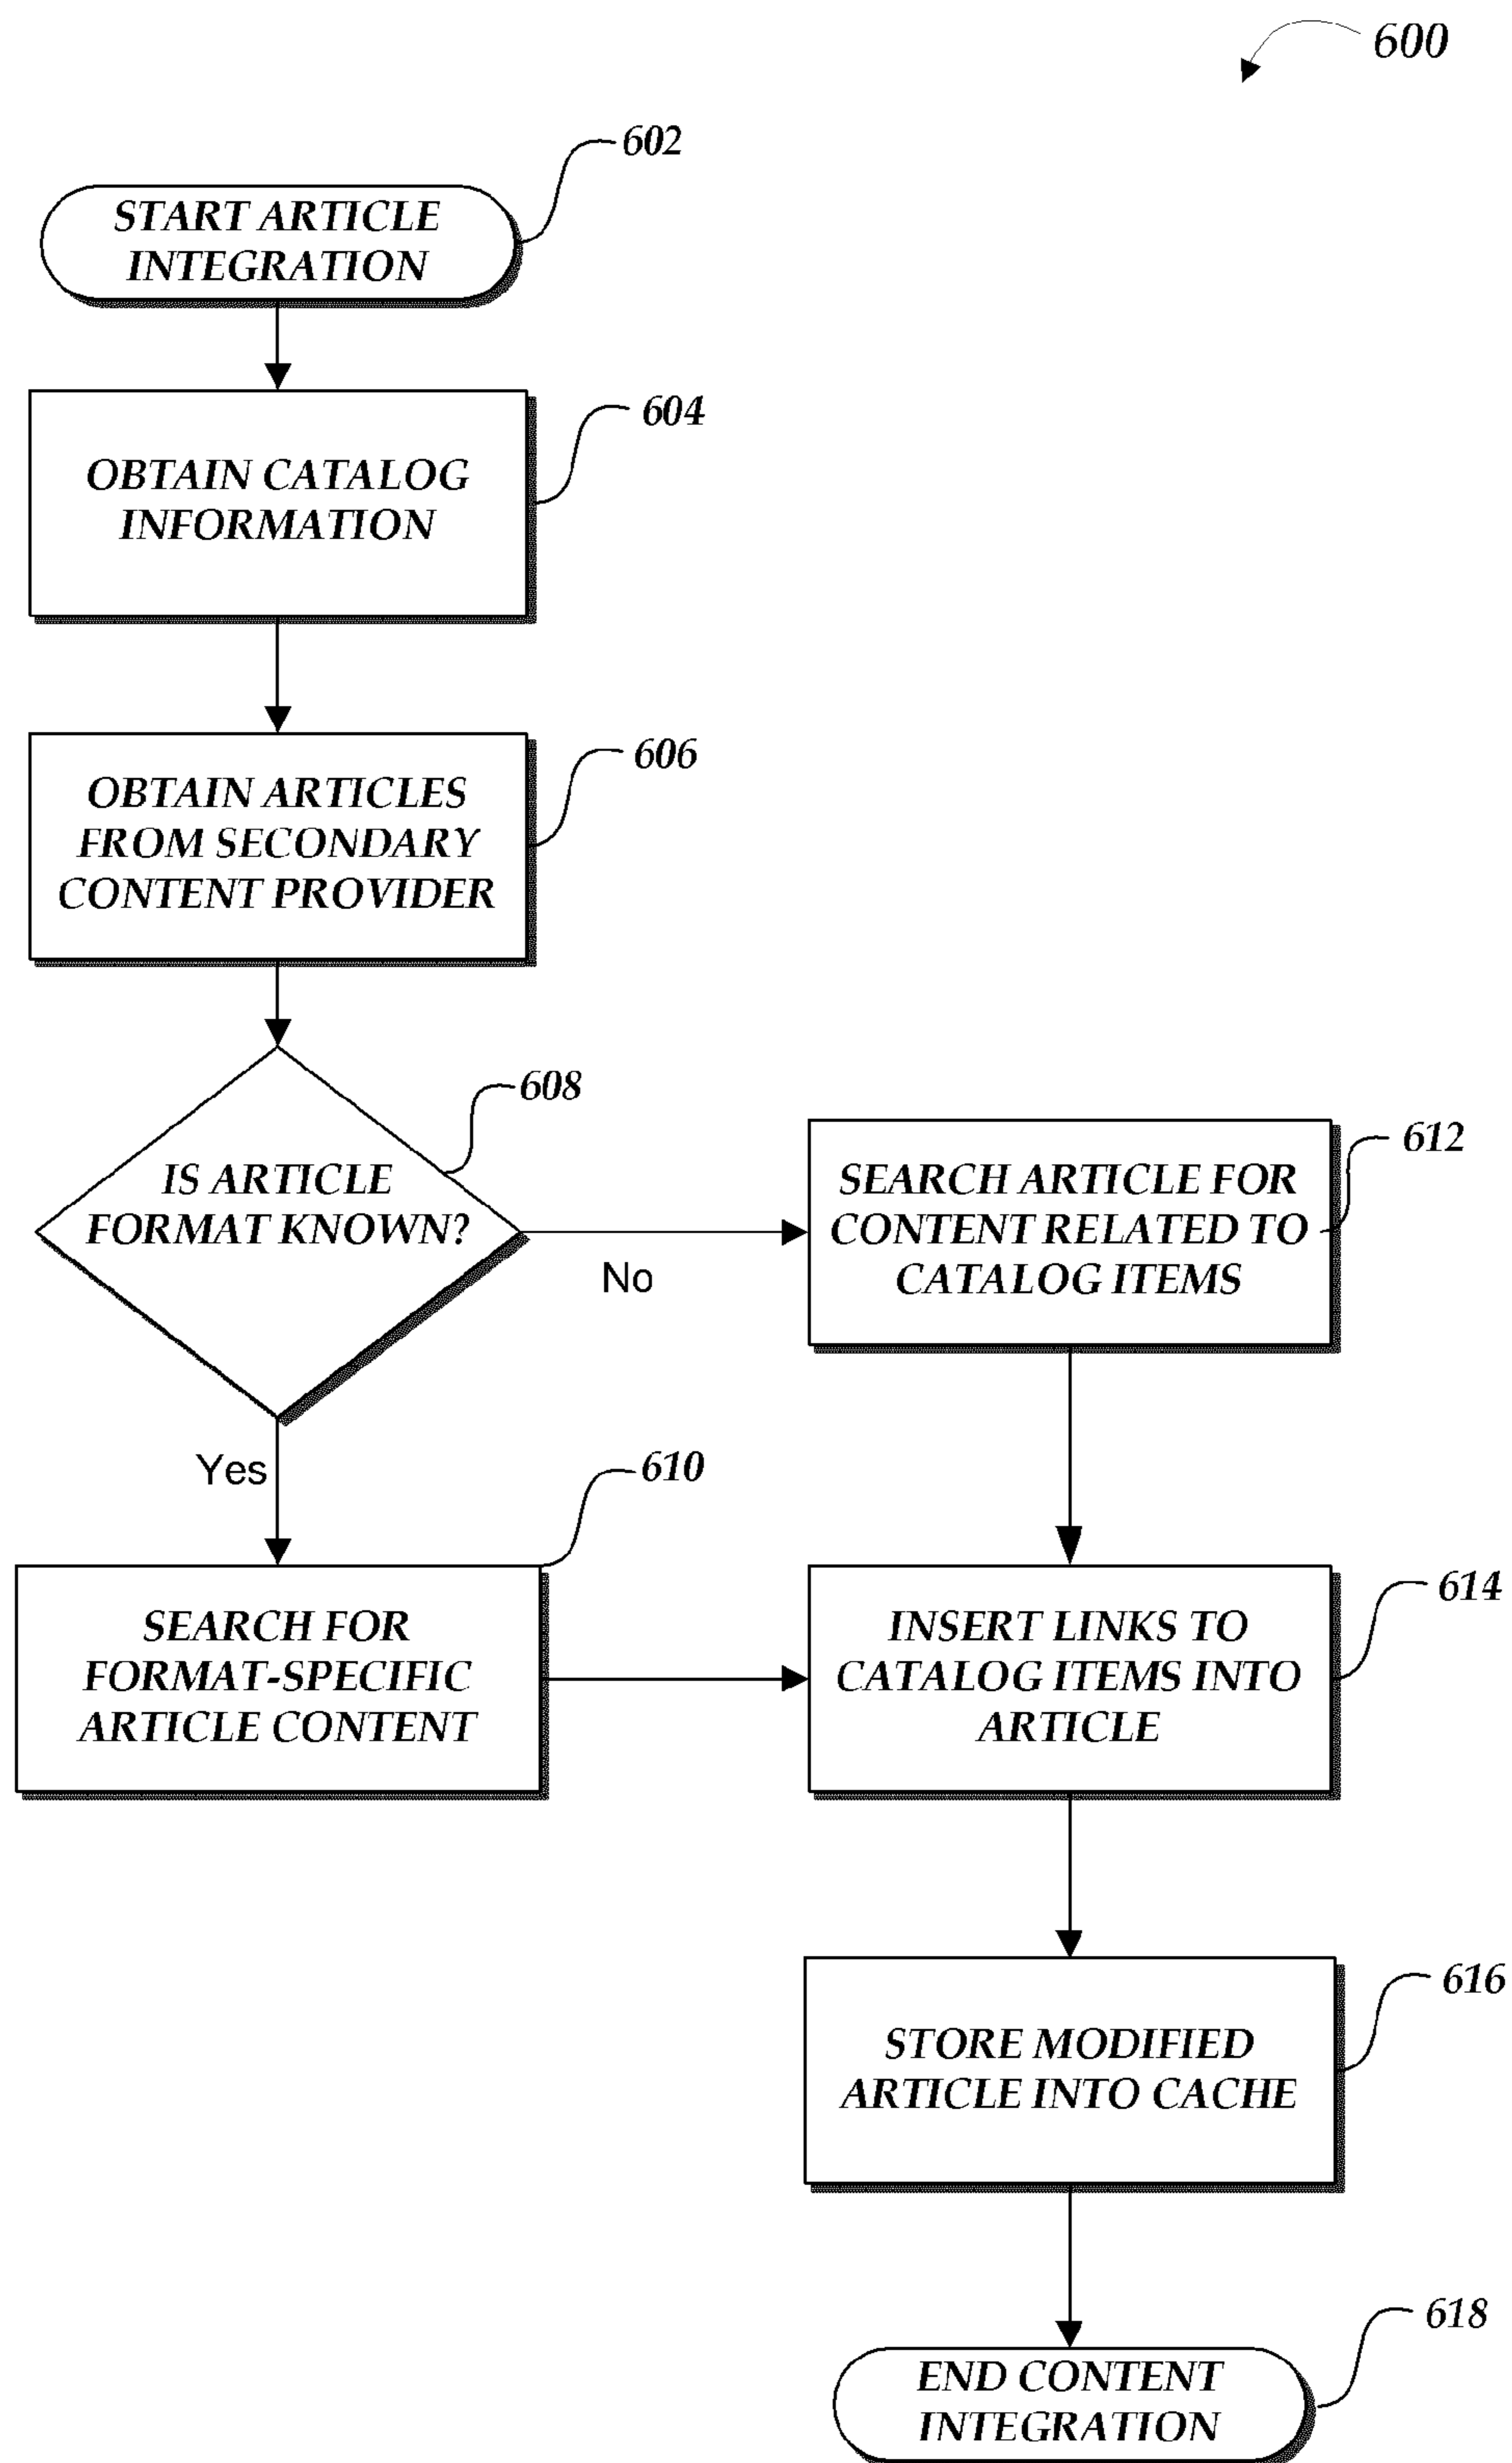 600
602
START ARTICLE
INTEGRATION
604
OBTAIN CATALOG
INFORMATION
606
OBTAIN ARTICLES
FROM SECONDARY
CONTENT PROVIDER
608
IS ARTICLE
FORMAT KNOWN?
No
612
SEARCH ARTICLE FOR
CONTENT RELATED TO
CATALOG ITEMS
Yes
610
SEARCH FOR
FORMAT-SPECIFIC
ARTICLE CONTENT
614
INSERT LINKS TO
CATALOG ITEMS INTO
ARTICLE
616
STORE MODIFIED
ARTICLE INTO CACHE
618
END CONTENT
INTEGRATION